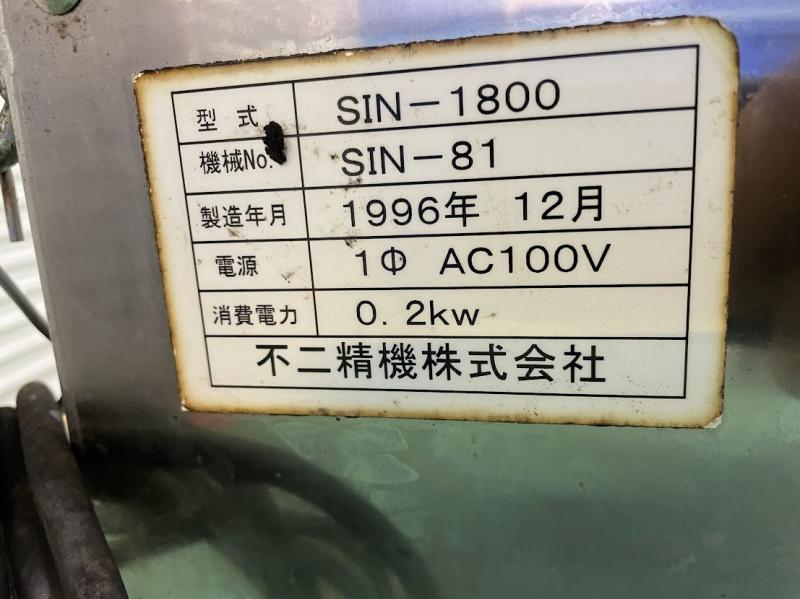 型式 SIN-1800
機械No. SIN-81
製造年月 1996年 12月
電源 1Φ AC100V
消費電力 0.2kw
不二精機株式会社